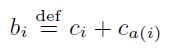 $b_i \stackrel{\text{def}}{=} c_i + c_{a(i)}$